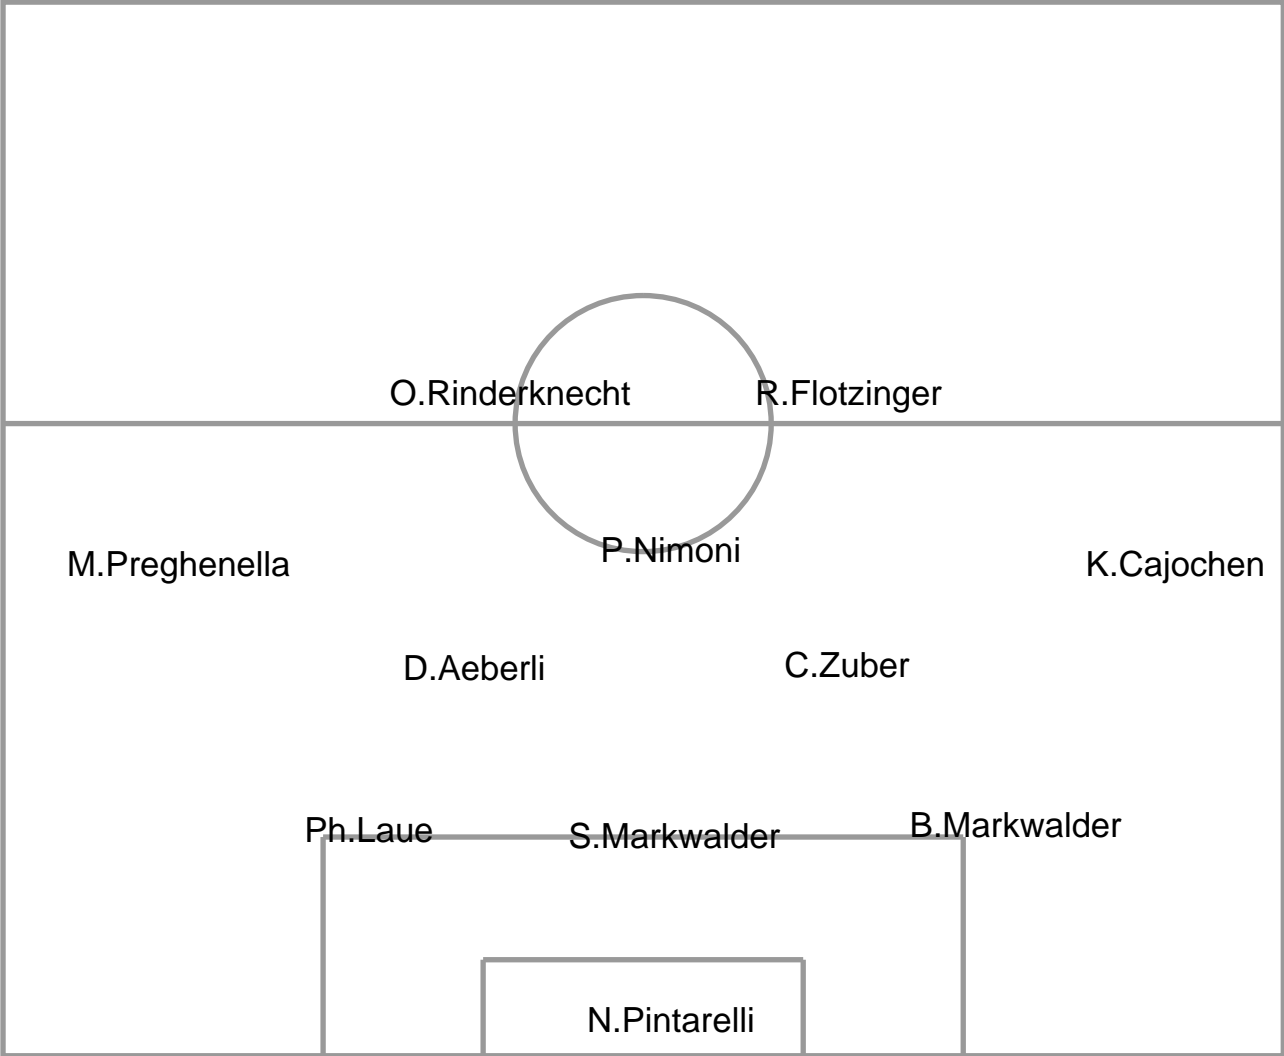 O.Rinderknecht
R.Flotzinger
M.Preghenella
P.Nimoni
K.Cajochen
D.Aeberli
C.Zuber
Ph.Laue
S.Markwalder
B.Markwalder
N.Pintarelli